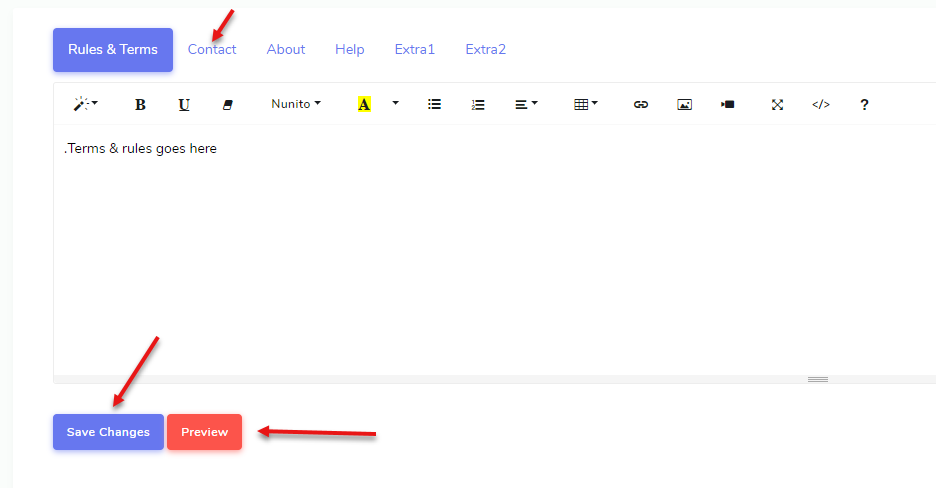 Rules & Terms Contact About Help Extra1 Extra2
B U Nunito A </> ?
.Terms & rules goes here
Save Changes Preview